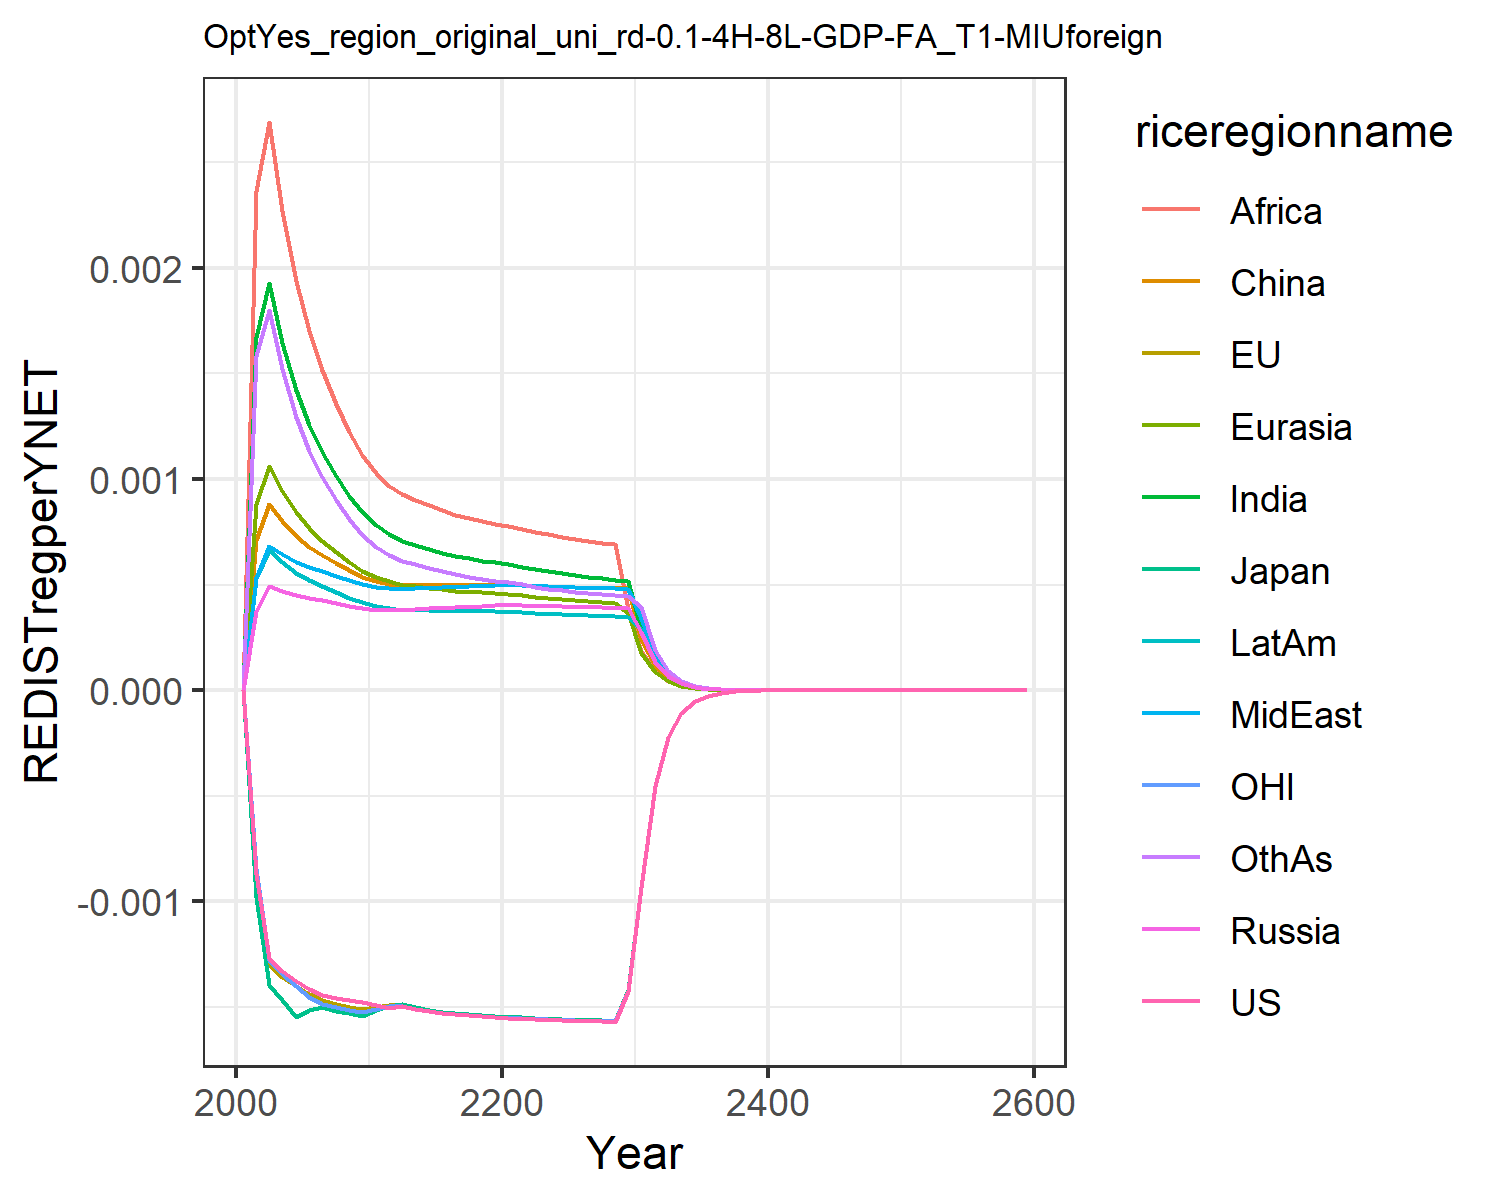 OptYes_region_original_uni_rd-0.1-4H-8L-GDP-FA_T1-MIUforeign
REDISTregperYNET
0.002
0.001
0.000
-0.001
2000
2200
2400
2600
Year
riceregionname
Africa
China
EU
Eurasia
India
Japan
LatAm
MidEast
OHI
OthAs
Russia
US